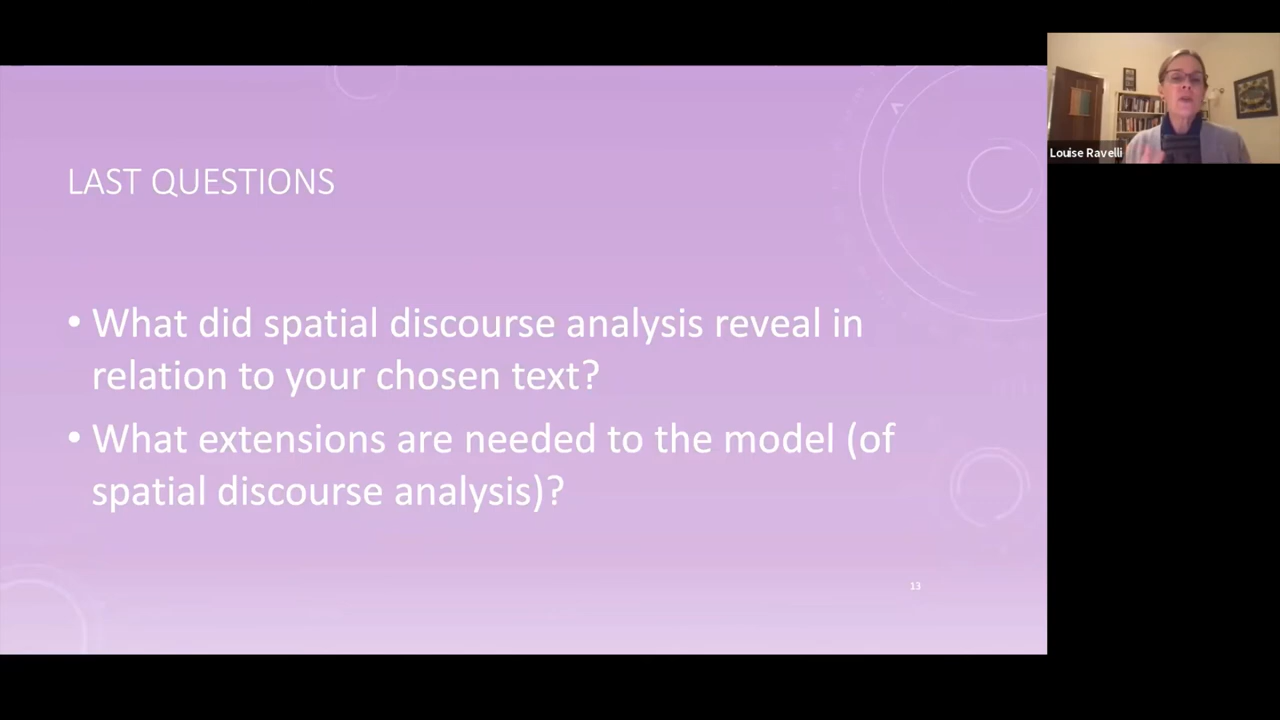 LAST QUESTIONS
• What did spatial discourse analysis reveal in
relation to your chosen text?
• What extensions are needed to the model (of
spatial discourse analysis)?
13
Louise Ravelli